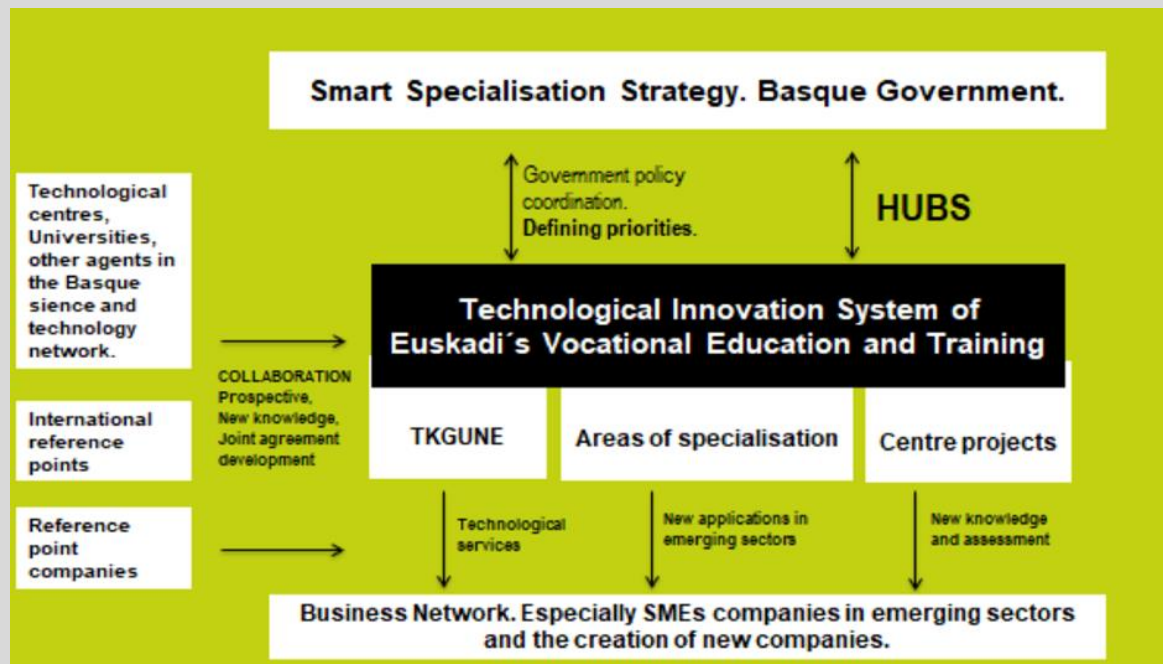 Smart Specialisation Strategy. Basque Government.
Government policy
coordination.
Defining priorities.
HUBS
Technological
centres,
Universities,
other agents in
the Basque
sience and
technology
network.
International
reference
points
Reference
point
companies
COLLABORATION
Prospective,
New knowledge,
Joint agreement
development
Technological Innovation System of
Euskadi´s Vocational Education and Training
TKGUNE
Areas of specialisation
Centre projects
Technological
services
New applications in
emerging sectors
New knowledge
and assessment
Business Network. Especially SMEs companies in emerging sectors
and the creation of new companies.